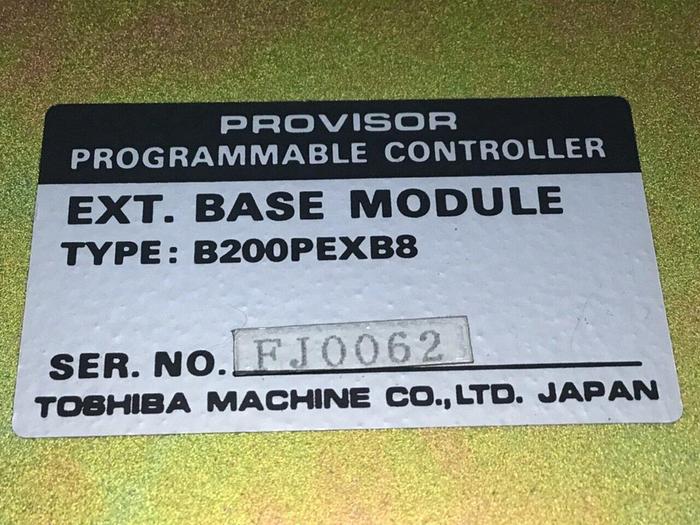 PROVISOR
PROGRAMMABLE CONTROLLER
EXT. BASE MODULE
TYPE: B200PEXB8
SER. NO. FJ0062
TOSHIBA MACHINE CO.,LTD. JAPAN